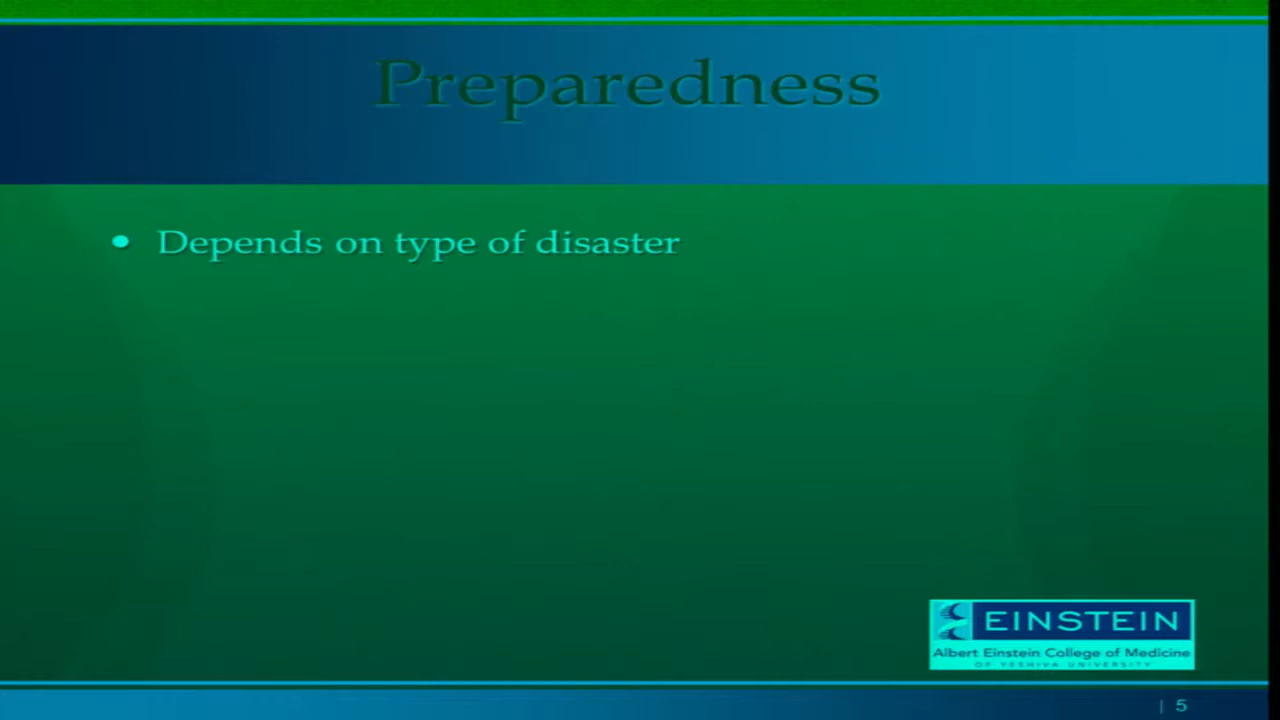 Preparedness
• Depends on type of disaster
EINSTEIN
Albert Einstein College of Medicine
OF YESHIVA UNIVERSITY
| 5